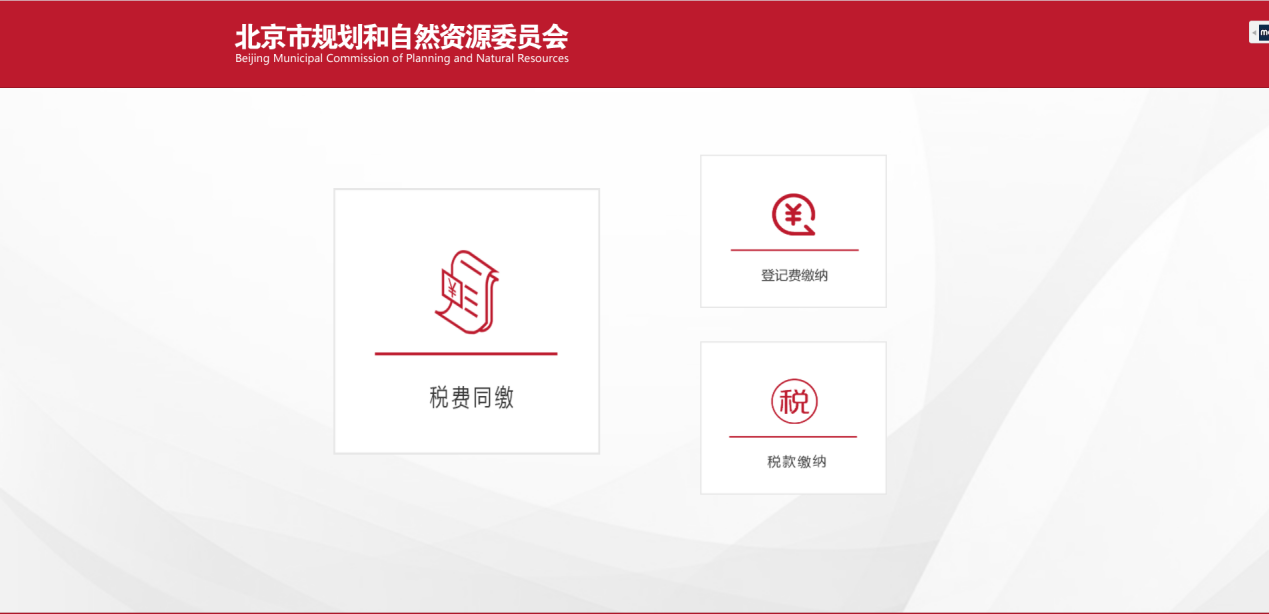 北京市规划和自然资源委员会
Beijing Municipal Commission of Planning and Natural Resources
¥
登记费缴纳
¥
税费同缴
税
税款缴纳